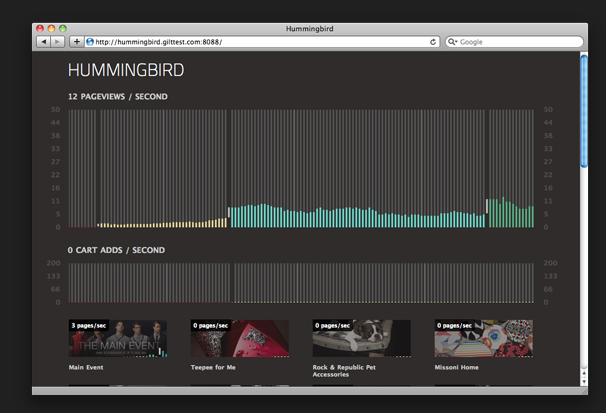 Hummingbird
http://hummingbird.gilttest.com:8088/
Google
HUMMINGBIRD
12 PAGEVIEWS / SECOND
50 50
44 44
38 38
33 33
27 27
22 22
16 16
11 11
5 5
0 0
0 CART ADDS / SECOND
200 200
133 133
66 66
0 0
3 pages/sec 0 pages/sec 0 pages/sec 0 pages/sec
THE MAIN EVENT
Main Event Teepee for Me Rock & Republic Pet Missoni Home
Accessories